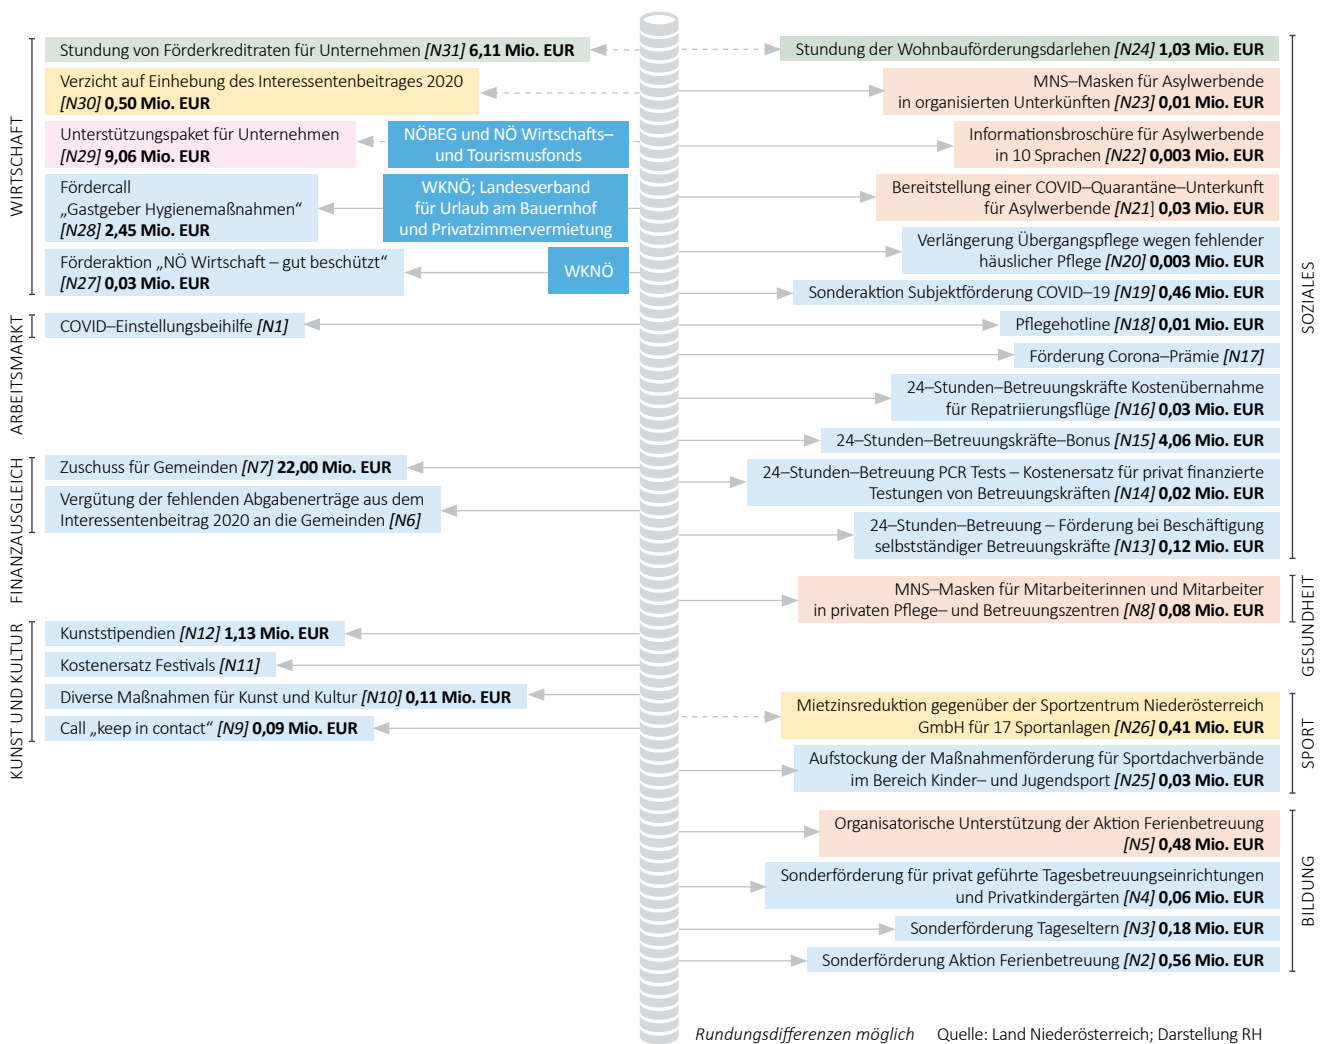 WIRTSCHAFT
Stundung von Förderkreditraten für Unternehmen [N31] 6,11 Mio. EUR
Verzicht auf Einhebung des Interessentenbeitrages 2020
[N30] 0,50 Mio. EUR
Unterstützungspaket für Unternehmen
[N29] 9,06 Mio. EUR
NÖBEG und NÖ Wirtschafts–
und Tourismusfonds
Fördercall
„Gastgeber Hygienemaßnahmen“
[N28] 2,45 Mio. EUR
WKNÖ; Landesverband
für Urlaub am Bauernhof
und Privatzimmervermietung
Förderaktion „NÖ Wirtschaft – gut beschützt“
[N27] 0,03 Mio. EUR
WKNÖ
ARBEITSMARKT
COVID–Einstellungsbeihilfe [N1]
FINANZAUSGLEICH
Zuschuss für Gemeinden [N7] 22,00 Mio. EUR
Vergütung der fehlenden Abgabenerträge aus dem
Interessentenbeitrag 2020 an die Gemeinden [N6]
KUNST UND KULTUR
Kunststipendien [N12] 1,13 Mio. EUR
Kostenersatz Festivals [N11]
Diverse Maßnahmen für Kunst und Kultur [N10] 0,11 Mio. EUR
Call „keep in contact“ [N9] 0,09 Mio. EUR
SOZIALES
Stundung der Wohnbauförderungsdarlehen [N24] 1,03 Mio. EUR
MNS–Masken für Asylwerbende
in organisierten Unterkünften [N23] 0,01 Mio. EUR
Informationsbroschüre für Asylwerbende
in 10 Sprachen [N22] 0,003 Mio. EUR
Bereitstellung einer COVID–Quarantäne–Unterkunft
für Asylwerbende [N21] 0,03 Mio. EUR
Verlängerung Übergangspflege wegen fehlender
häuslicher Pflege [N20] 0,003 Mio. EUR
Sonderaktion Subjektförderung COVID–19 [N19] 0,46 Mio. EUR
Pflegehotline [N18] 0,01 Mio. EUR
Förderung Corona–Prämie [N17]
24–Stunden–Betreuungskräfte Kostenübernahme
für Repatriierungsflüge [N16] 0,03 Mio. EUR
24–Stunden–Betreuungskräfte–Bonus [N15] 4,06 Mio. EUR
24–Stunden–Betreuung PCR Tests – Kostenersatz für privat finanzierte
Testungen von Betreuungskräften [N14] 0,02 Mio. EUR
24–Stunden–Betreuung – Förderung bei Beschäftigung
selbstständiger Betreuungskräfte [N13] 0,12 Mio. EUR
GESUNDHEIT
MNS–Masken für Mitarbeiterinnen und Mitarbeiter
in privaten Pflege– und Betreuungszentren [N8] 0,08 Mio. EUR
SPORT
Mietzinsreduktion gegenüber der Sportzentrum Niederösterreich
GmbH für 17 Sportanlagen [N26] 0,41 Mio. EUR
Aufstockung der Maßnahmenförderung für Sportdachverbände
im Bereich Kinder– und Jugendsport [N25] 0,03 Mio. EUR
BILDUNG
Organisatorische Unterstützung der Aktion Ferienbetreuung
[N5] 0,48 Mio. EUR
Sonderförderung für privat geführte Tagesbetreuungseinrichtungen
und Privatkindergärten [N4] 0,06 Mio. EUR
Sonderförderung Tageseltern [N3] 0,18 Mio. EUR
Sonderförderung Aktion Ferienbetreuung [N2] 0,56 Mio. EUR
Rundungsdifferenzen möglich Quelle: Land Niederösterreich; Darstellung RH